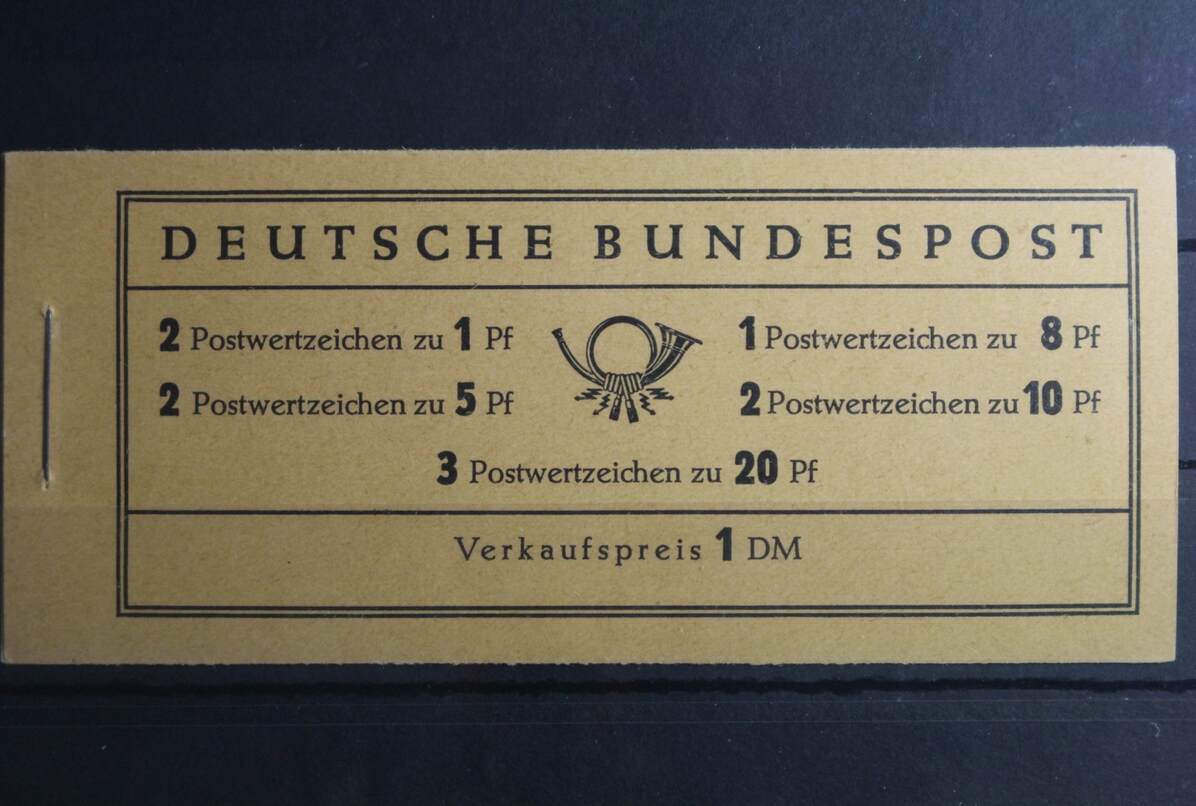 DEUTSCHE BUNDESPOST
2 Postwertzeichen zu 1 Pf
1 Postwertzeichen zu 8 Pf
2 Postwertzeichen zu 5 Pf
2 Postwertzeichen zu 10 Pf
3 Postwertzeichen zu 20 Pf
Verkaufspreis 1 DM